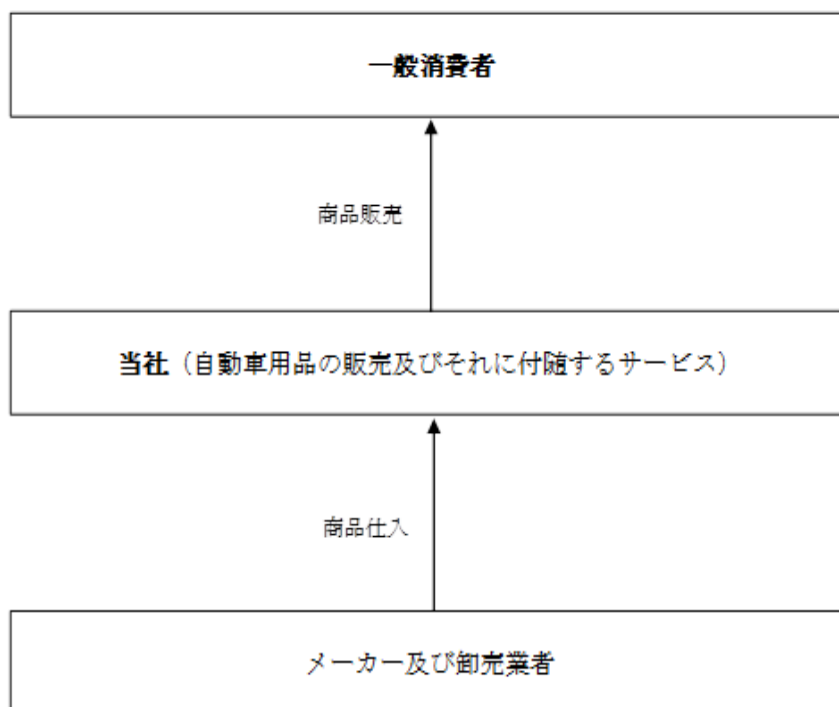 一般消費者
商品販売
当社（自動車用品の販売及びそれに付随するサービス）
商品仕入
メーカー及び卸売業者